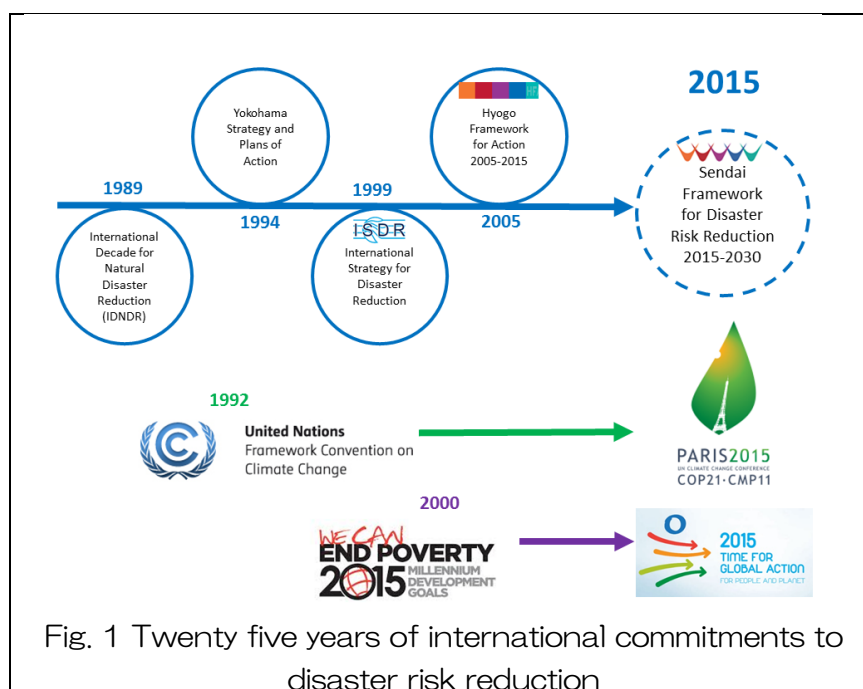 2015
Yokohama
Strategy and
Plans of
Action
HFA
Hyogo
Framework
for Action
2005-2015
Sendai
Framework
for Disaster
Risk Reduction
2015-2030
1989
1999
1994
2005
International
Decade for
Natural
Disaster
Reduction
(IDNDR)
ISDR
International
Strategy for
Disaster
Reduction
1992
United Nations
Framework Convention on
Climate Change
PARIS2015
UN CLIMATE CHANGE CONFERENCE
COP21·CMP11
2000
WE CAN
END POVERTY
2015 MILLENNIUM
DEVELOPMENT
GOALS
2015
TIME FOR
GLOBAL ACTION
FOR PEOPLE AND PLANET
Fig. 1 Twenty five years of international commitments to
disaster risk reduction